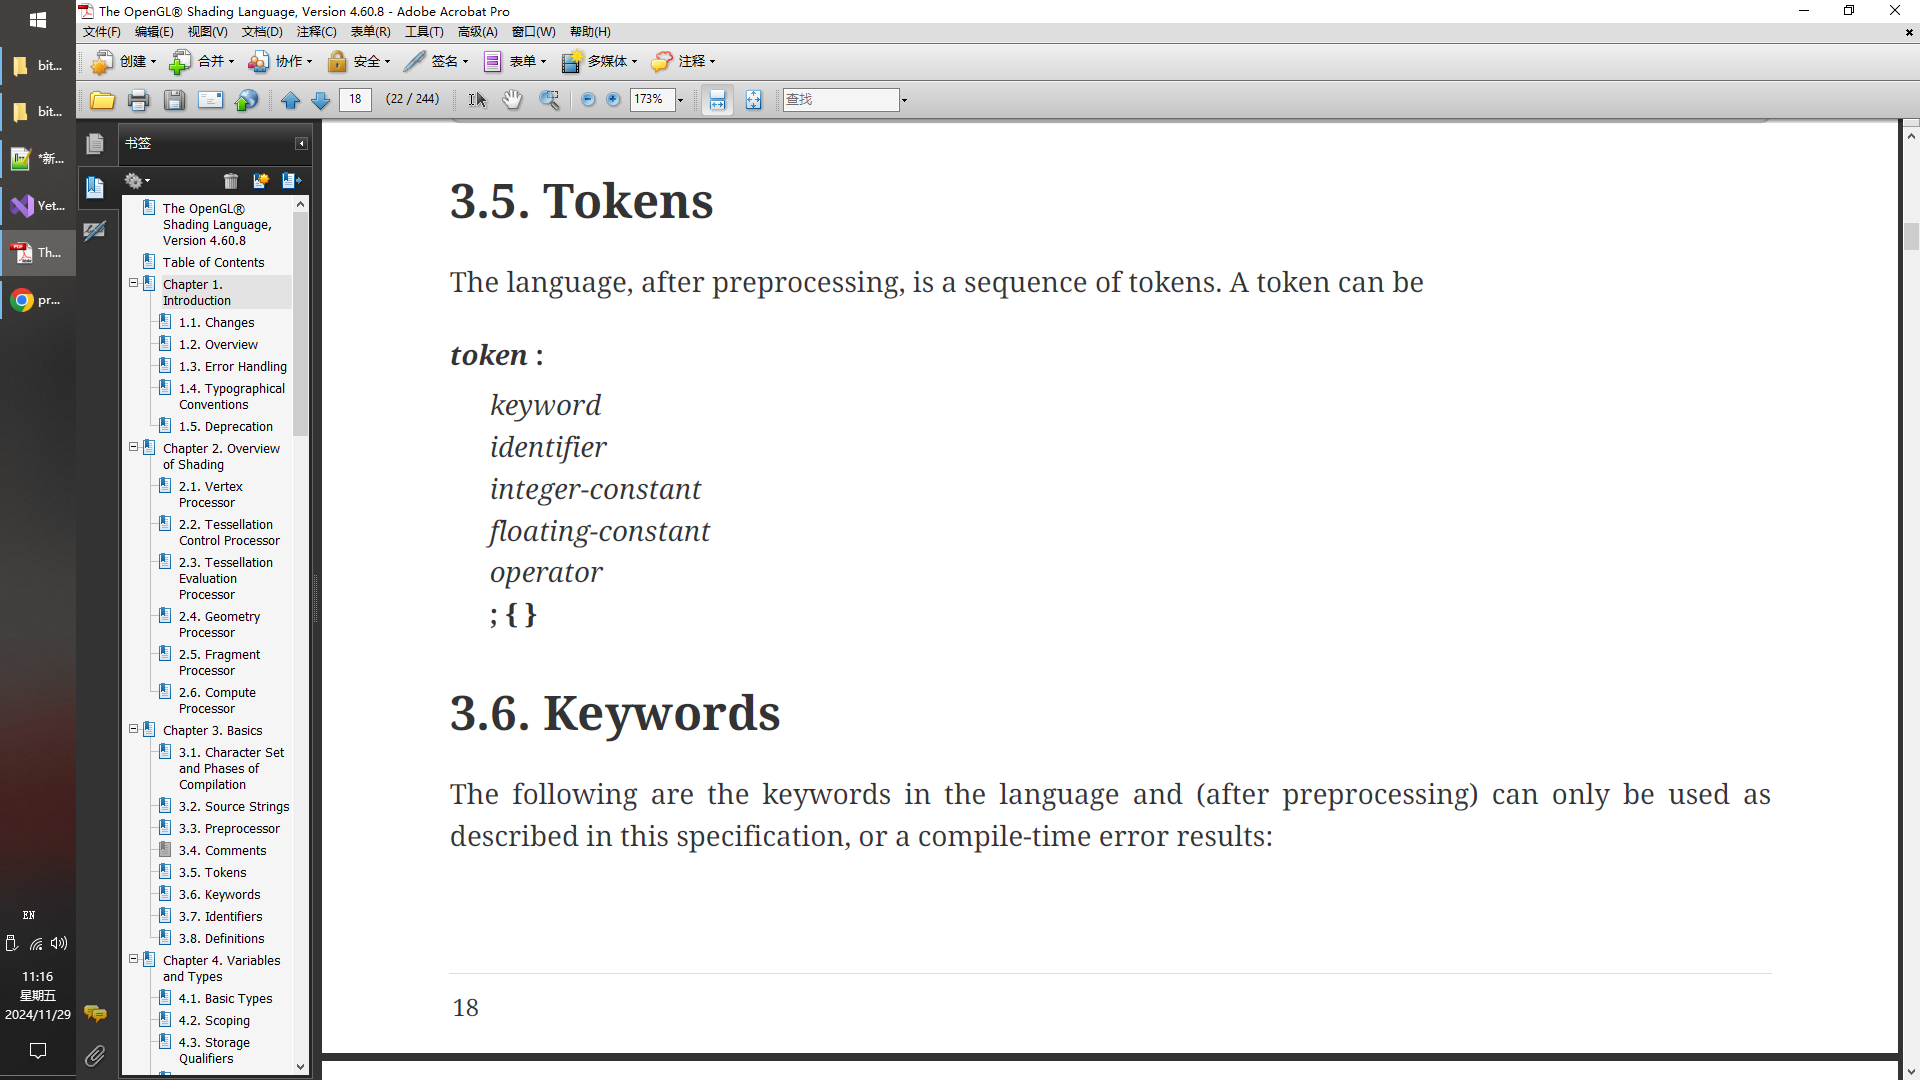 The OpenGL® Shading Language, Version 4.60.8 - Adobe Acrobat Pro
文件(F) 编辑(E) 视图(V) 文档(D) 注释(C) 表单(R) 工具(T) 高级(A) 窗口(W) 帮助(H)
创建 合并 协作 安全 签名 表单 多媒体 注释
18 (22 / 244) 173% 查找
bit...
bit...
*新...
Yet...
Th...
pr...
EN
11:16
星期五
2024/11/29
书签
The OpenGL®
Shading Language,
Version 4.60.8
Table of Contents
Chapter 1.
Introduction
1.1. Changes
1.2. Overview
1.3. Error Handling
1.4. Typographical
Conventions
1.5. Deprecation
Chapter 2. Overview
of Shading
2.1. Vertex
Processor
2.2. Tessellation
Control Processor
2.3. Tessellation
Evaluation
Processor
2.4. Geometry
Processor
2.5. Fragment
Processor
2.6. Compute
Processor
Chapter 3. Basics
3.1. Character Set
and Phases of
Compilation
3.2. Source Strings
3.3. Preprocessor
3.4. Comments
3.5. Tokens
3.6. Keywords
3.7. Identifiers
3.8. Definitions
Chapter 4. Variables
and Types
4.1. Basic Types
4.2. Scoping
4.3. Storage
Qualifiers
3.5. Tokens
The language, after preprocessing, is a sequence of tokens. A token can be
token :
keyword
identifier
integer-constant
floating-constant
operator
; { }
3.6. Keywords
The following are the keywords in the language and (after preprocessing) can only be used as
described in this specification, or a compile-time error results:
18